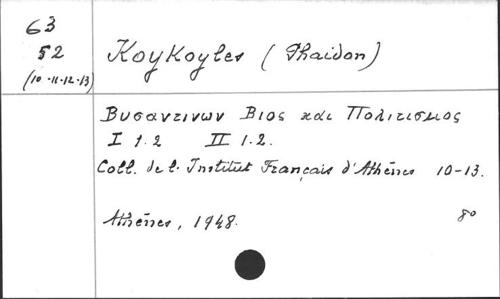 63
52
(10-11-12-13)
Koykoyles (Phaidon)
Βυσαντινων Βιος και Πολιτισμος
I 1.2 II 1.2.
Coll. de l. Institut Français d'Athènes 10-13.
Athènes, 1948.
8º